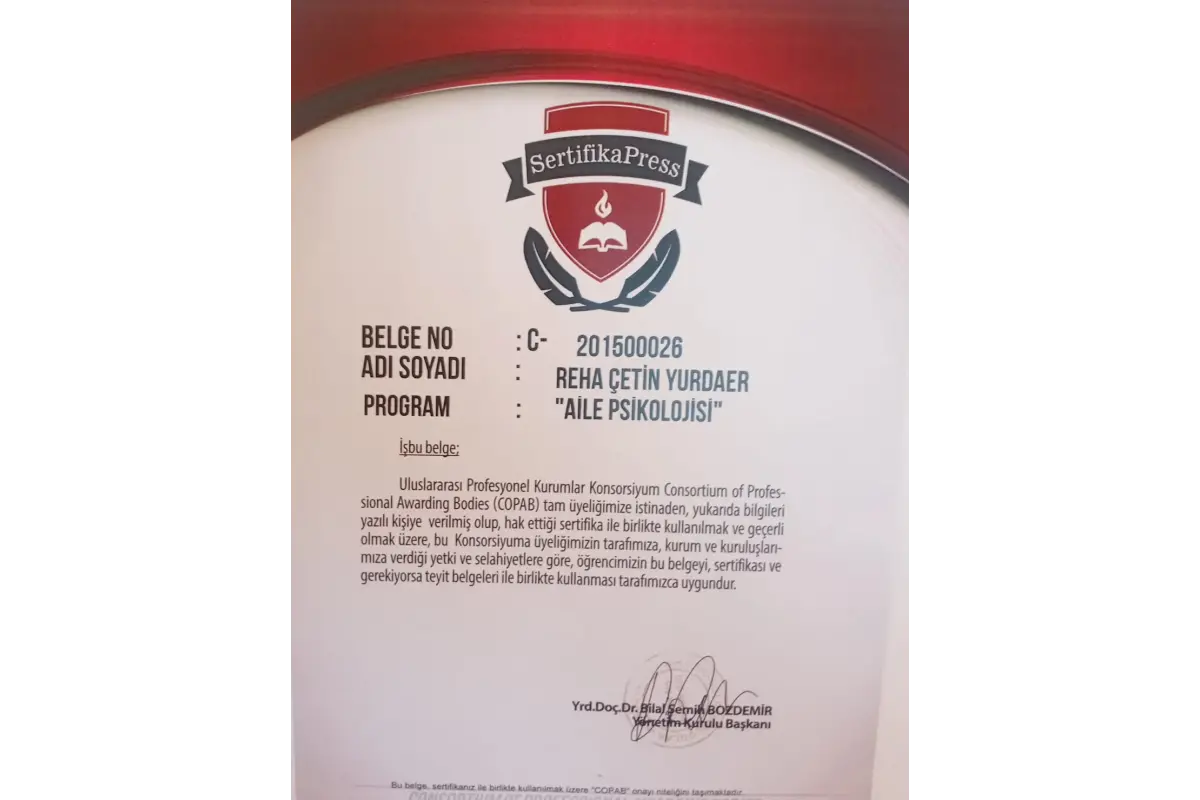 SertifikaPress
BELGE NO : C- 201500026
ADI SOYADI : REHA ÇETİN YURDAER
PROGRAM : "AİLE PSİKOLOJİSİ"
İşbu belge;
Uluslararası Profesyonel Kurumlar Konsorsiyum Consortium of Profes-
sional Awarding Bodies (COPAB) tam üyeliğimize istinaden, yukarıda bilgileri
yazılı kişiye verilmiş olup, hak ettiği sertifika ile birlikte kullanılmak ve geçerli
olmak üzere, bu Konsorsiyuma üyeliğimizin tarafımıza, kurum ve kuruluşları-
mıza verdiği yetki ve selahiyetlere göre, öğrencimizin bu belgeyi, sertifikası ve
gerekiyorsa teyit belgeleri ile birlikte kullanması tarafımızca uygundur.
Yrd.Doç.Dr. Bilal Semih BOZDEMİR
Yönetim Kurulu Başkanı
Bu belge, sertifikanız ile birlikte kullanılmak üzere "COPAB" onayı niteliğini taşımaktadır.